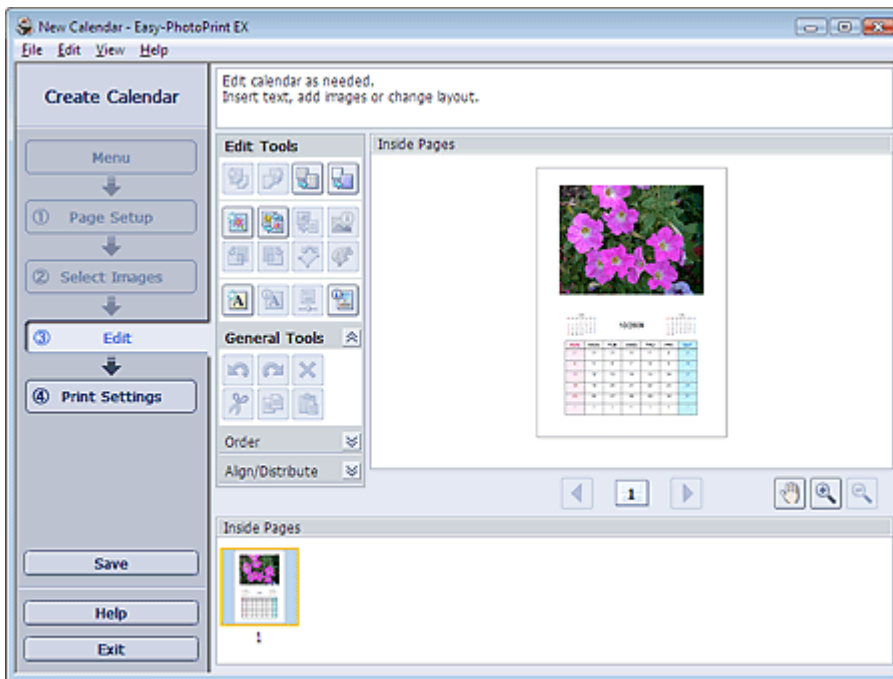 New Calendar - Easy-PhotoPrint EX
File Edit View Help
Create Calendar
Edit calendar as needed.
Insert text, add images or change layout.
Menu
① Page Setup
② Select Images
③ Edit
④ Print Settings
Edit Tools
General Tools
Order
Align/Distribute
Inside Pages
1
Inside Pages
1
Save
Help
Exit